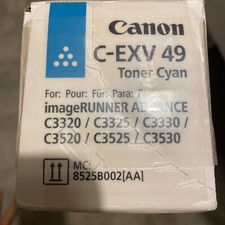 Canon
C-EXV 49
Toner Cyan
For: Pour: Für: Para: Per:
imageRUNNER ADVANCE
C3320 / C3325 / C3330 /
C3520 / C3525 / C3530
MC:
8525B002[AA]